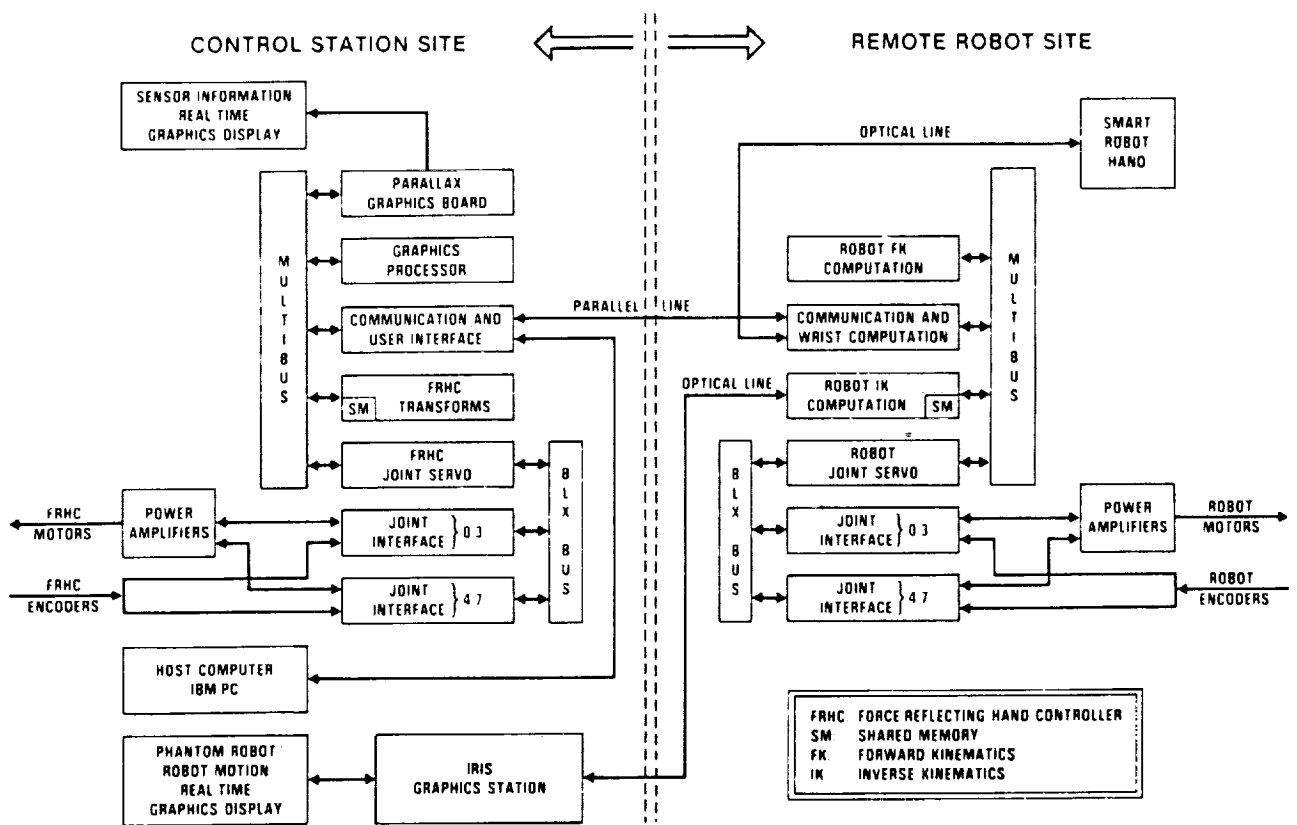 CONTROL STATION SITE
REMOTE ROBOT SITE
SENSOR INFORMATION
REAL TIME
GRAPHICS DISPLAY
OPTICAL LINE
SMART
ROBOT
HAND
MULTIBUS
PARALLAX
GRAPHICS BOARD
GRAPHICS
PROCESSOR
ROBOT FK
COMPUTATION
MULTIBUS
PARALLEL LINE
COMMUNICATION AND
USER INTERFACE
COMMUNICATION AND
WRIST COMPUTATION
OPTICAL LINE
FRHC
TRANSFORMS
SM
ROBOT IK
COMPUTATION
SM
FRHC
JOINT SERVO
BLX BUS
BLX BUS
ROBOT
JOINT SERVO
FRHC
MOTORS
POWER
AMPLIFIERS
JOINT
INTERFACE } 0 3
JOINT
INTERFACE } 0 3
POWER
AMPLIFIERS
ROBOT
MOTORS
FRHC
ENCODERS
JOINT
INTERFACE } 4 7
JOINT
INTERFACE } 4 7
ROBOT
ENCODERS
HOST COMPUTER
IBM PC
PHANTOM ROBOT
ROBOT MOTION
REAL TIME
GRAPHICS DISPLAY
IRIS
GRAPHICS STATION
FRHC: FORCE REFLECTING HAND CONTROLLER
SM: SHARED MEMORY
FK: FORWARD KINEMATICS
IK: INVERSE KINEMATICS